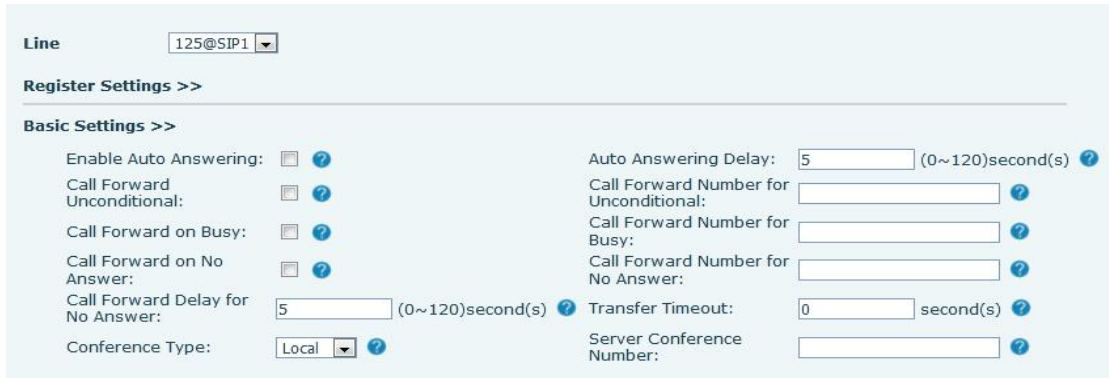 Line 125@SIP1
Register Settings >>
Basic Settings >>
Enable Auto Answering: ? Auto Answering Delay: 5 (0~120)second(s) ?
Call Forward
Unconditional: ? Call Forward Number for
Unconditional: ?
Call Forward on Busy: ? Call Forward Number for
Busy: ?
Call Forward on No
Answer: ? Call Forward Number for
No Answer: ?
Call Forward Delay for
No Answer: 5 (0~120)second(s) ? Transfer Timeout: 0 second(s) ?
Conference Type: Local ? Server Conference
Number: ?